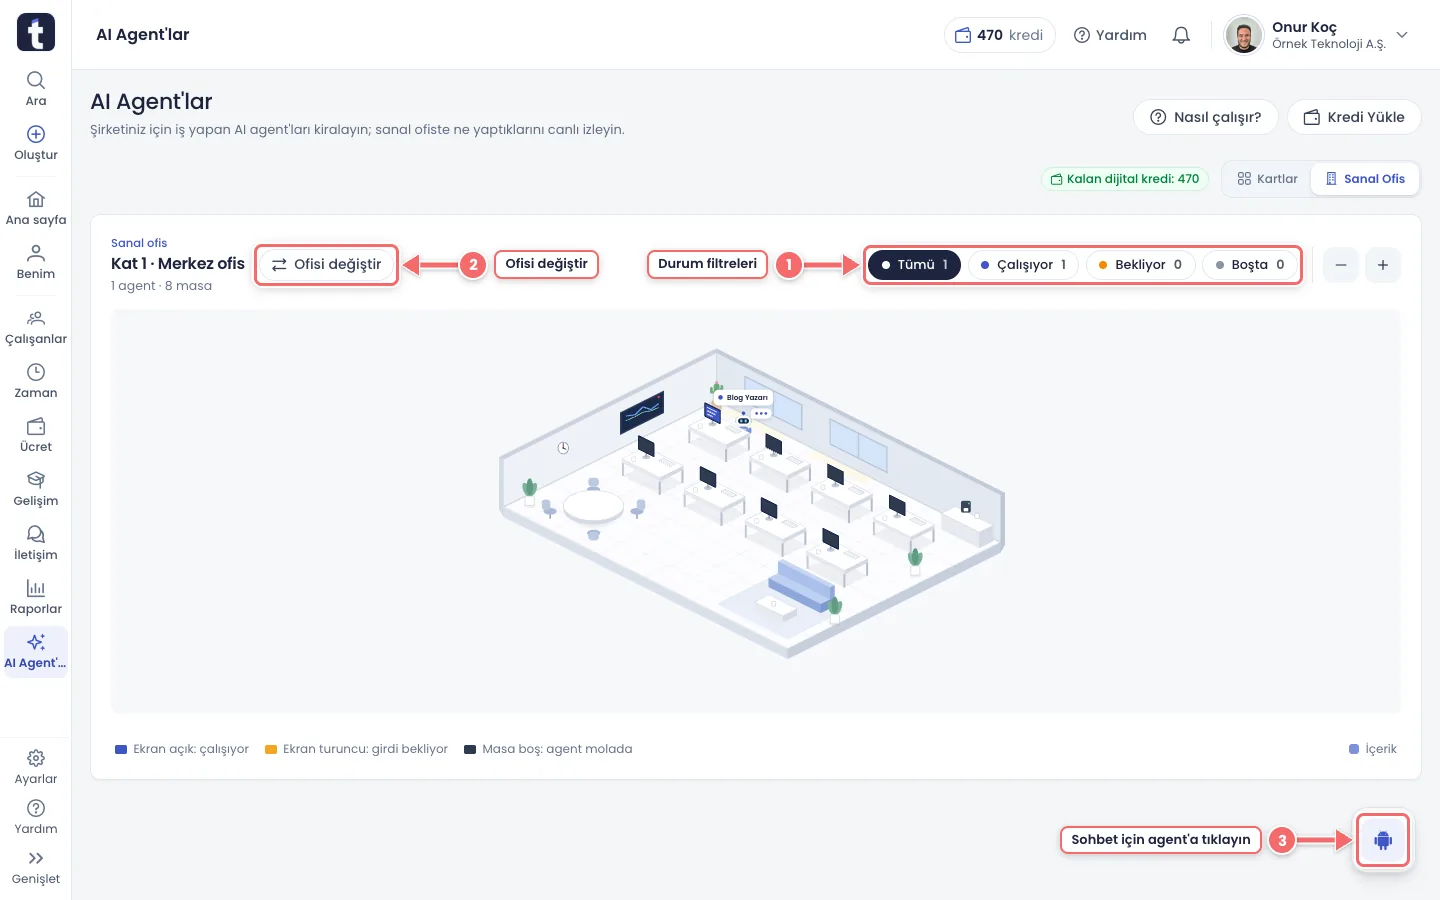 t
AI Agent'lar
470 kredi
Yardım
Onur Koç
Örnek Teknoloji A.Ş.
Ara
Oluştur
Ana sayfa
Benim
Çalışanlar
Zaman
Ücret
Gelişim
İletişim
Raporlar
AI Agent'...
Ayarlar
Yardım
Genişlet
AI Agent'lar
Şirketiniz için iş yapan AI agent'ları kiralayın; sanal ofiste ne yaptıklarını canlı izleyin.
Nasıl çalışır?
Kredi Yükle
Kalan dijital kredi: 470
Kartlar
Sanal Ofis
Sanal ofis
Kat 1 · Merkez ofis
1 agent · 8 masa
Ofisi değiştir
2
Ofisi değiştir
Durum filtreleri
1
Tümü 1
Çalışıyor 1
Bekliyor 0
Boşta 0
− +
Blog Yazarı
Ekran açık: çalışıyor
Ekran turuncu: girdi bekliyor
Masa boş: agent molada
İçerik
Sohbet için agent'a tıklayın
3